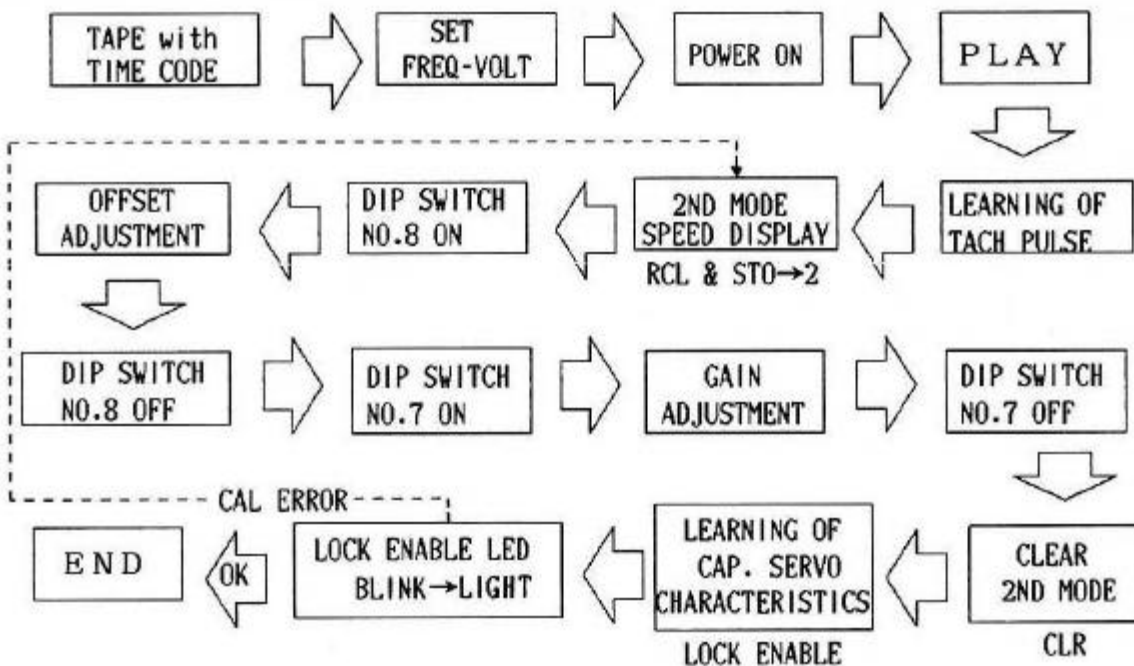 TAPE with
TIME CODE
SET
FREQ-VOLT
POWER ON
PLAY
LEARNING OF
TACH PULSE
2ND MODE
SPEED DISPLAY
RCL & STO→2
DIP SWITCH
NO.8 ON
OFFSET
ADJUSTMENT
DIP SWITCH
NO.8 OFF
DIP SWITCH
NO.7 ON
GAIN
ADJUSTMENT
DIP SWITCH
NO.7 OFF
CLEAR
2ND MODE
CLR
LEARNING OF
CAP. SERVO
CHARACTERISTICS
LOCK ENABLE
CAL ERROR
LOCK ENABLE LED
BLINK→LIGHT
OK
END